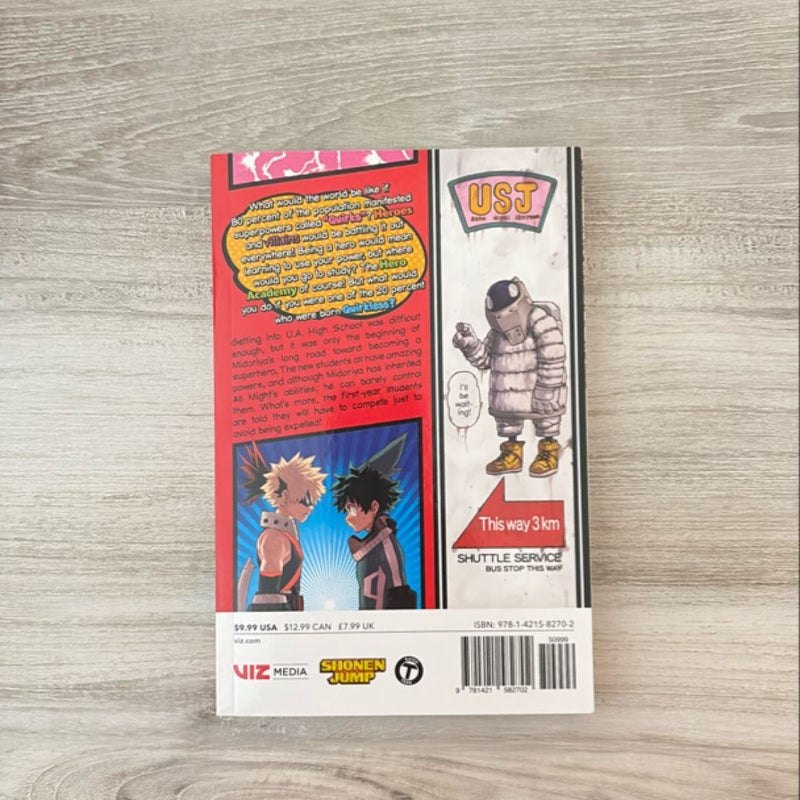 What would the world be like if
80 percent of the population manifested
superpowers called "Quirks"? Heroes
and villains would be battling it out
everywhere! Being a hero would mean
learning to use your power, but where
would you go to study? The Hero
Academy of course! But what would
you do if you were one of the 20 percent
who were born Quirkless?
Getting into U.A. High School was difficult
enough, but it was only the beginning of
Midoriya's long road toward becoming a
superhero. The new students all have amazing
powers, and although Midoriya has inherited
All Might's abilities, he can barely control
them. What's more, the first-year students
are told they will have to compete just to
avoid being expelled!
USJ
I'll
be
wait-
ing!
This way 3 km
SHUTTLE SERVICE
BUS STOP THIS WAY
$9.99 USA $12.99 CAN £7.99 UK
viz.com
ISBN: 978-1-4215-8270-2
50999
VIZ MEDIA
SHONEN
JUMP
T
9 781421 582702